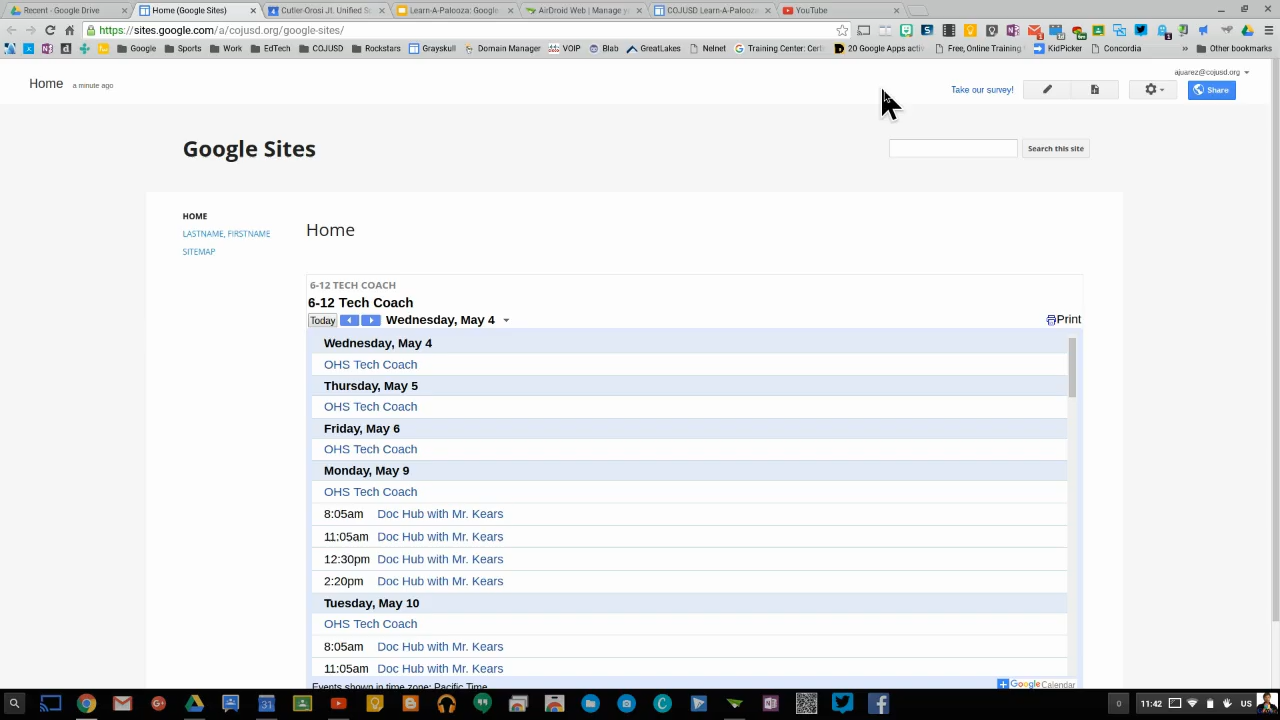 Recent - Google Drive
Home (Google Sites)
Cutler-Orosi Jt. Unified S
Learn-A-Palooza: Google
AirDroid Web | Manage y
COJUSD Learn-A-Palooza
YouTube
https://sites.google.com/a/cojusd.org/google-sites/
Google Sports Work EdTech COJUSD Rockstars Grayskull Domain Manager VOIP Blab GreatLakes Nelnet Training Center: Certi 20 Google Apps activ Free, Online Training KidPicker Concordia » Other bookmarks
ajuarez@cojusd.org
Home a minute ago
Take our survey!
Share
Google Sites
Search this site
HOME
LASTNAME, FIRSTNAME
SITEMAP
Home
6-12 TECH COACH
6-12 Tech Coach
Today Wednesday, May 4 Print
Wednesday, May 4
OHS Tech Coach
Thursday, May 5
OHS Tech Coach
Friday, May 6
OHS Tech Coach
Monday, May 9
OHS Tech Coach
8:05am Doc Hub with Mr. Kears
11:05am Doc Hub with Mr. Kears
12:30pm Doc Hub with Mr. Kears
2:20pm Doc Hub with Mr. Kears
Tuesday, May 10
OHS Tech Coach
8:05am Doc Hub with Mr. Kears
11:05am Doc Hub with Mr. Kears
Events shown in time zone: Pacific Time
Google Calendar
0 11:42 US